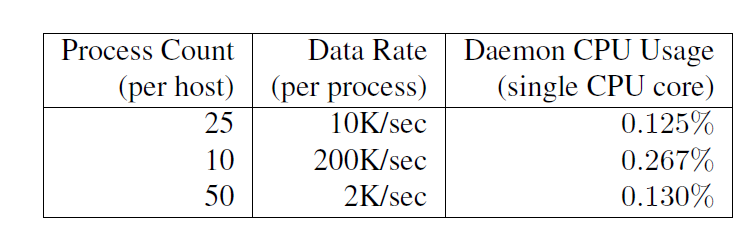 Process Count Data Rate Daemon CPU Usage
(per host) (per process) (single CPU core)
25 10K/sec 0.125%
10 200K/sec 0.267%
50 2K/sec 0.130%